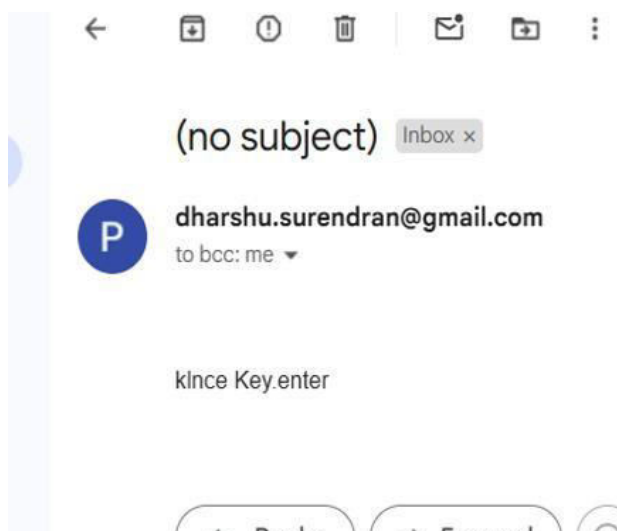 (no subject) Inbox ×
P
dharshu.surendran@gmail.com
to bcc: me
klnce Key.enter